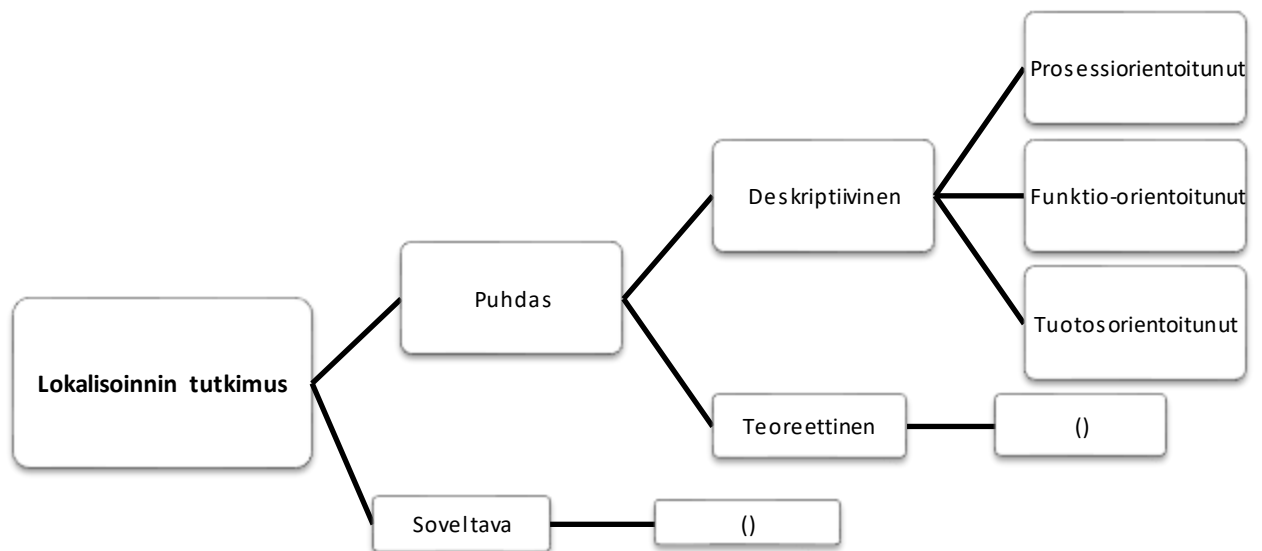 Prosessiorientoitunut
Deskriptiivinen
Funktio-orientoitunut
Puhdas
Tuotosorientoitunut
Lokalisoinnin tutkimus
Teoreettinen
()
Soveltava
()